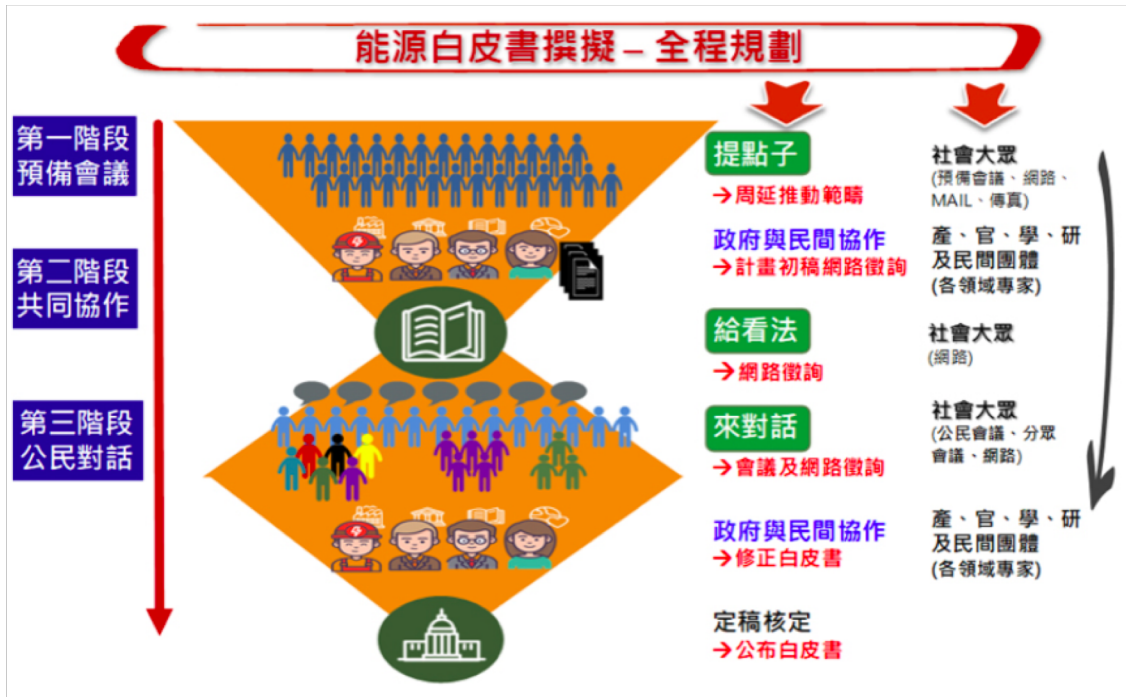 能源白皮書撰擬 – 全程規劃
第一階段
預備會議
提點子
→周延推動範疇
社會大眾
(預備會議、網路、
MAIL、傳真)
第二階段
共同協作
政府與民間協作
→計畫初稿網路徵詢
產、官、學、研
及民間團體
(各領域專家)
給看法
→網路徵詢
社會大眾
(網路)
第三階段
公民對話
來對話
→會議及網路徵詢
社會大眾
(公民會議、分眾
會議、網路)
政府與民間協作
→修正白皮書
產、官、學、研
及民間團體
(各領域專家)
定稿核定
→公布白皮書